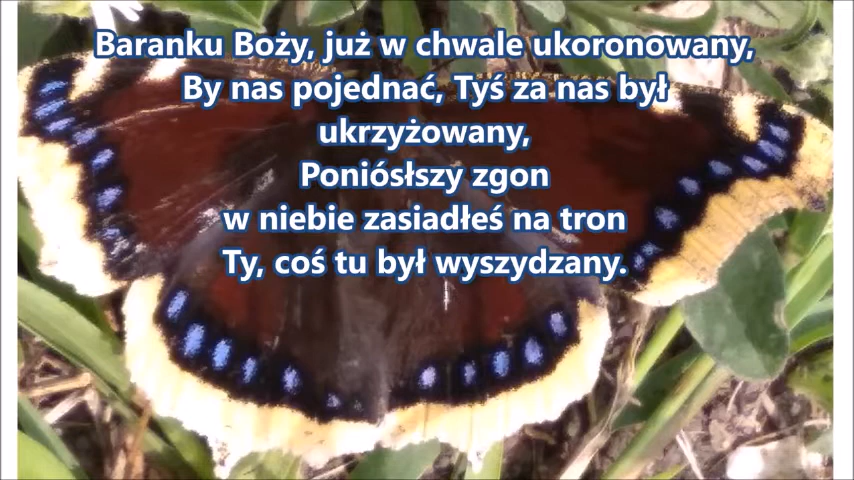 Baranku Boży, już w chwale ukoronowany,
By nas pojednać, Tyś za nas był
ukrzyżowany,
Poniósłszy zgon
w niebie zasiadłeś na tron
Ty, coś tu był wyszydzany.